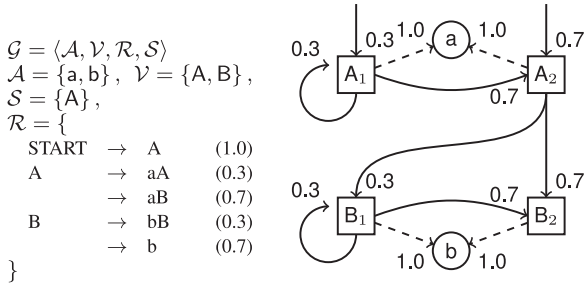 𝒢 = ⟨𝒜, 𝒱, ℛ, 𝒮⟩
𝒜 = {a, b} , 𝒱 = {A, B} ,
𝒮 = {A} ,
ℛ = {
START → A (1.0)
A → aA (0.3)
→ aB (0.7)
B → bB (0.3)
→ b (0.7)
}
0.3 0.3 1.0 a 1.0 0.7
A₁ A₂
0.7
0.3 0.3 0.7 0.7
B₁ B₂
1.0 b 1.0